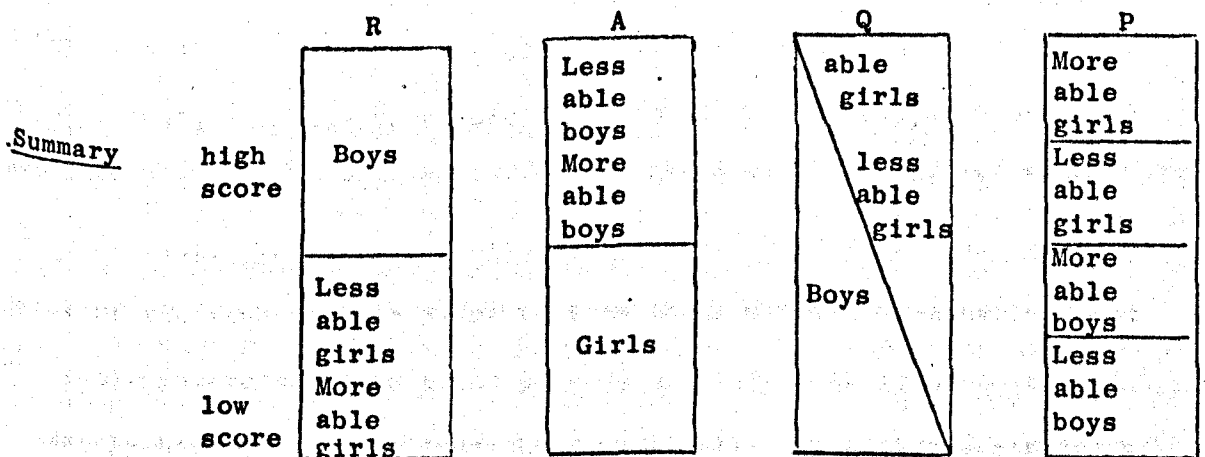 R A Q P
.Summary
high
score
low
score
Boys
Less
able
girls
More
able
girls
Less
able
boys
More
able
boys
Girls
able
girls
less
able
girls
Boys
More
able
girls
Less
able
girls
More
able
boys
Less
able
boys